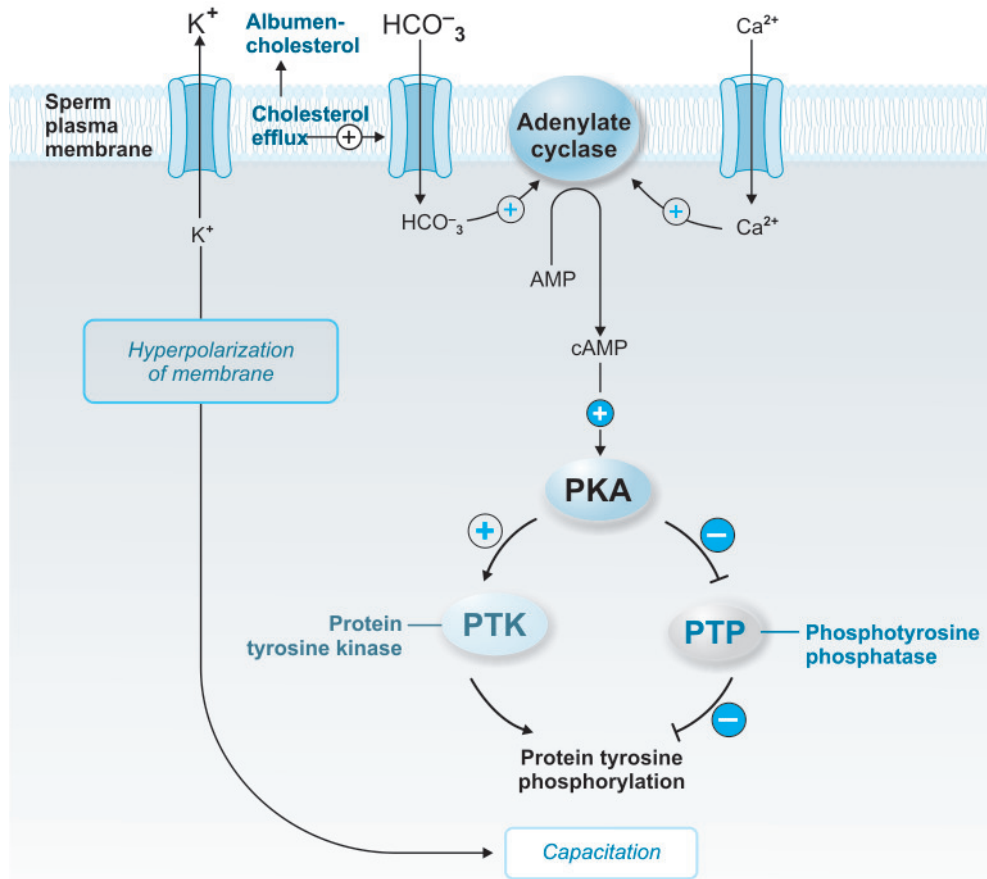 K⁺
Albumen-
cholesterol
HCO⁻₃
Ca²⁺
Sperm
plasma
membrane
Cholesterol
efflux
+
Adenylate
cyclase
K⁺
HCO⁻₃
+
+
Ca²⁺
AMP
Hyperpolarization
of membrane
cAMP
+
PKA
+
−
Protein
tyrosine kinase
PTK
PTP
Phosphotyrosine
phosphatase
−
Protein tyrosine
phosphorylation
Capacitation